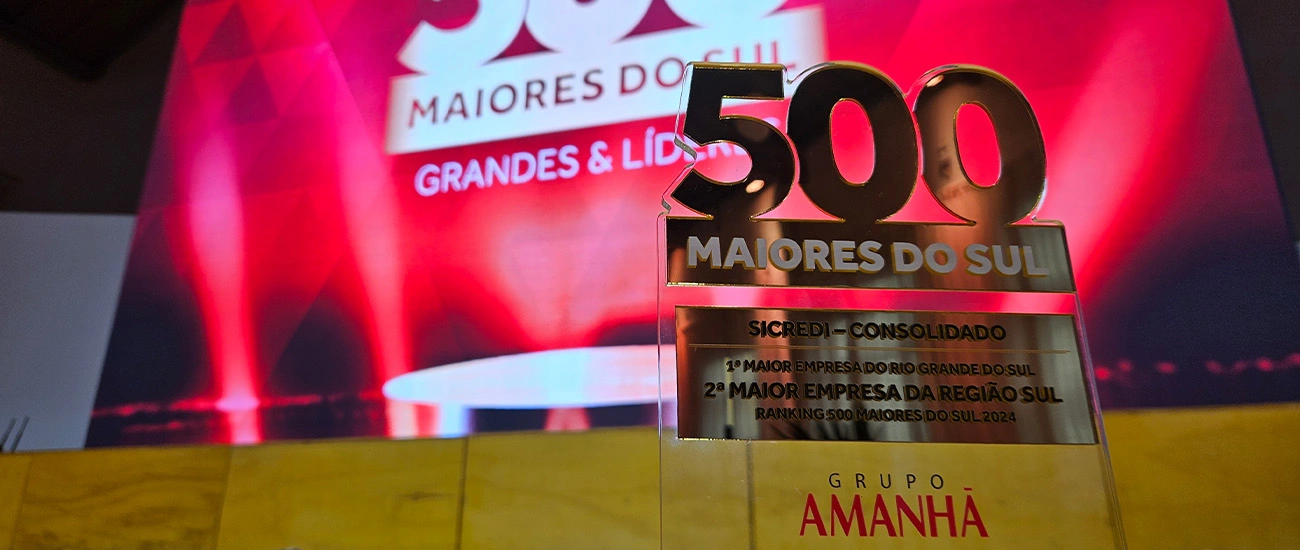 500
MAIORES DO SUL
GRANDES & LÍDERES
500
MAIORES DO SUL
SICREDI – CONSOLIDADO
1ª MAIOR EMPRESA DO RIO GRANDE DO SUL
2ª MAIOR EMPRESA DA REGIÃO SUL
RANKING 500 MAIORES DO SUL 2024
GRUPO
AMANHÃ